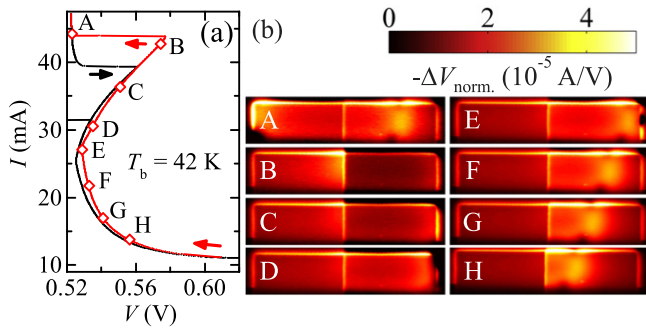 (a)
(b)
I (mA)
40
30
20
10
0.52
0.56
0.60
V (V)
A
B
C
D
E
F
G
H
T_b = 42 K
0
2
4
-ΔV_norm. (10^-5 A/V)
A
B
C
D
E
F
G
H